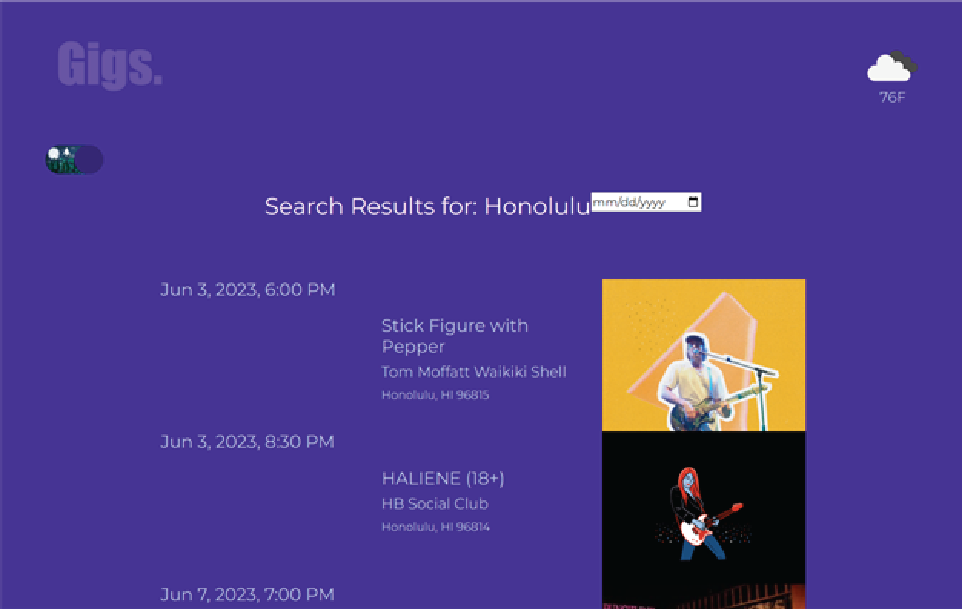 Gigs.
76F
Search Results for: Honolulu
mm/dd/yyyy
Jun 3, 2023, 6:00 PM
Stick Figure with
Pepper
Tom Moffatt Waikiki Shell
Honolulu, HI 96815
Jun 3, 2023, 8:30 PM
HALIENE (18+)
HB Social Club
Honolulu, HI 96814
Jun 7, 2023, 7:00 PM